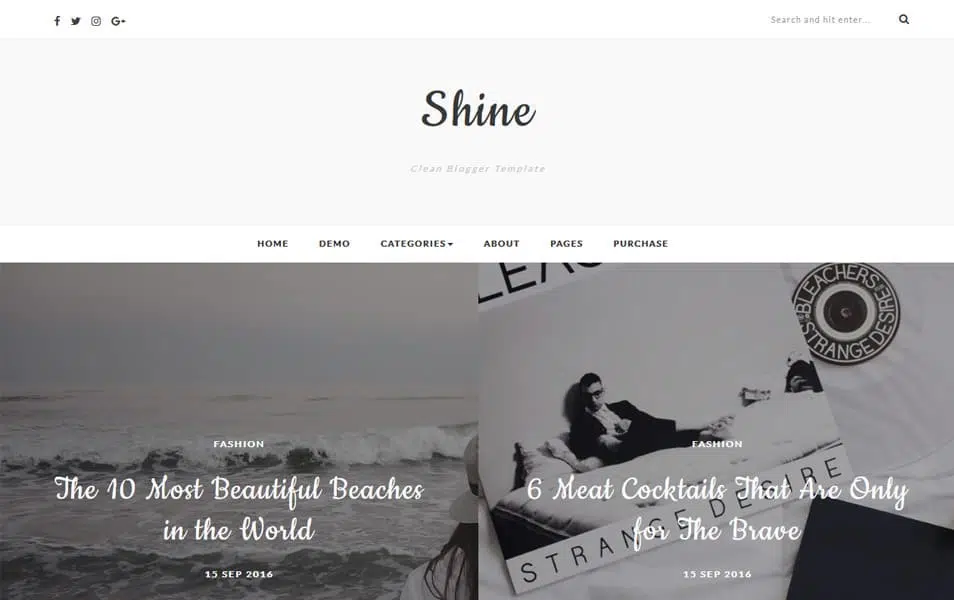 Search and hit enter...
Shine
Clean Blogger Template
HOME DEMO CATEGORIES ABOUT PAGES PURCHASE
FASHION
The 10 Most Beautiful Beaches
in the World
15 SEP 2016
BLEACHERS
STRANGE DESIRE
STRANGE DESIRE
FASHION
6 Meat Cocktails That Are Only
for The Brave
15 SEP 2016